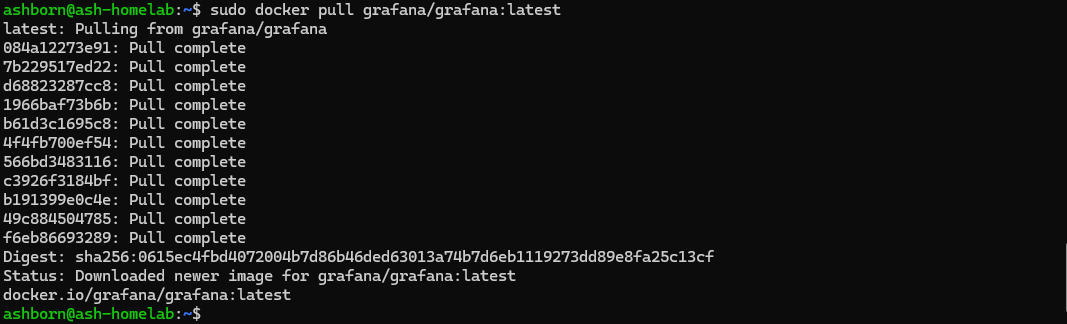 ashborn@ash-homelab:~$ sudo docker pull grafana/grafana:latest
latest: Pulling from grafana/grafana
084a12273e91: Pull complete
7b229517ed22: Pull complete
d68823287cc8: Pull complete
1966baf73b6b: Pull complete
b61d3c1695c8: Pull complete
4f4fb700ef54: Pull complete
566bd3483116: Pull complete
c3926f3184bf: Pull complete
b191399e0c4e: Pull complete
49c884504785: Pull complete
f6eb86693289: Pull complete
Digest: sha256:0615ec4fbd4072004b7d86b46ded63013a74b7d6eb1119273dd89e8fa25c13cf
Status: Downloaded newer image for grafana/grafana:latest
docker.io/grafana/grafana:latest
ashborn@ash-homelab:~$